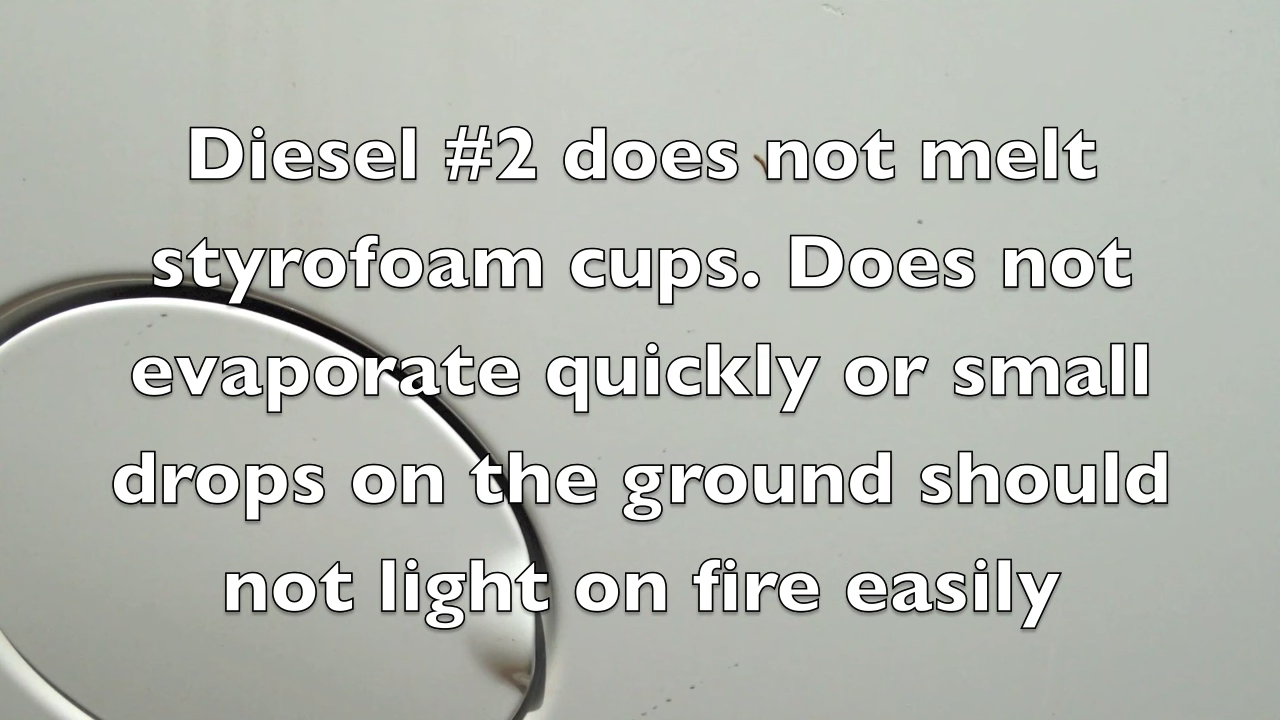 Diesel #2 does not melt
styrofoam cups. Does not
evaporate quickly or small
drops on the ground should
not light on fire easily